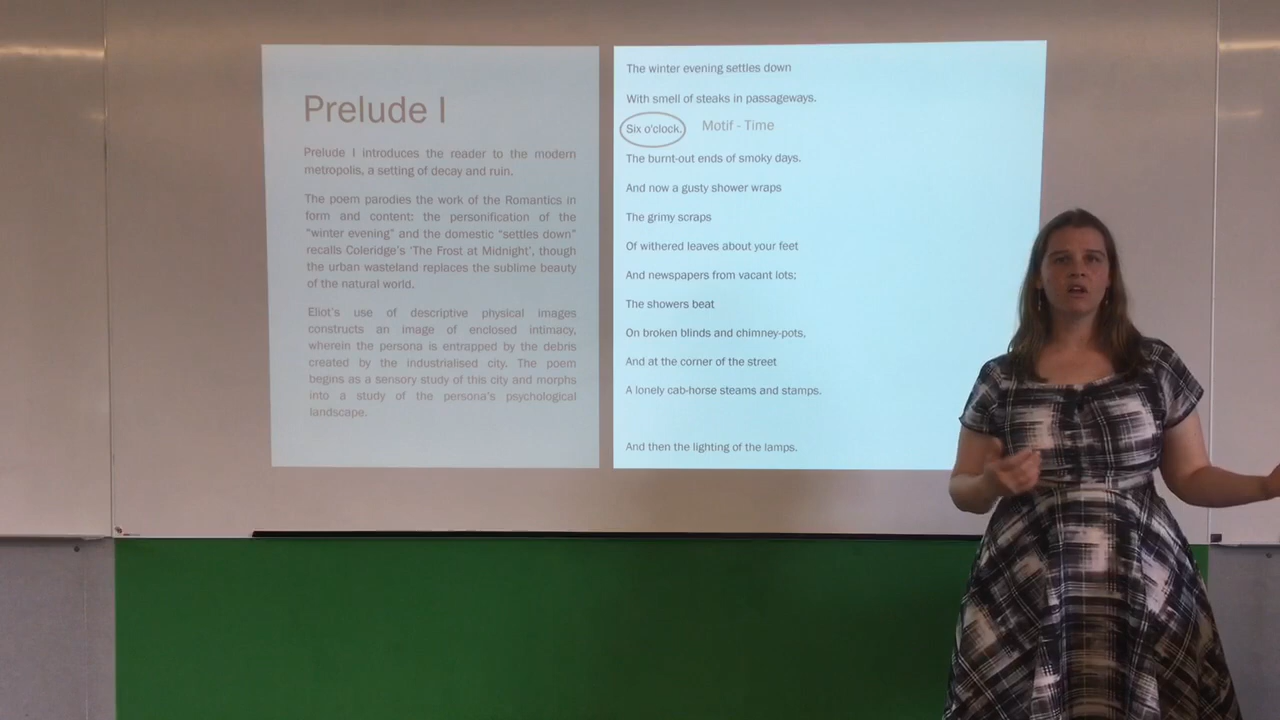 Prelude I
Prelude I introduces the reader to the modern
metropolis, a setting of decay and ruin.
The poem parodies the work of the Romantics in
form and content: the personification of the
"winter evening" and the domestic "settles down"
recalls Coleridge's 'The Frost at Midnight', though
the urban wasteland replaces the sublime beauty
of the natural world.
Eliot's use of descriptive physical images
constructs an image of enclosed intimacy,
wherein the persona is entrapped by the debris
created by the industrialised city. The poem
begins as a sensory study of this city and morphs
into a study of the persona's psychological
landscape.
The winter evening settles down
With smell of steaks in passageways.
Six o'clock. Motif - Time
The burnt-out ends of smoky days.
And now a gusty shower wraps
The grimy scraps
Of withered leaves about your feet
And newspapers from vacant lots;
The showers beat
On broken blinds and chimney-pots,
And at the corner of the street
A lonely cab-horse steams and stamps.
And then the lighting of the lamps.